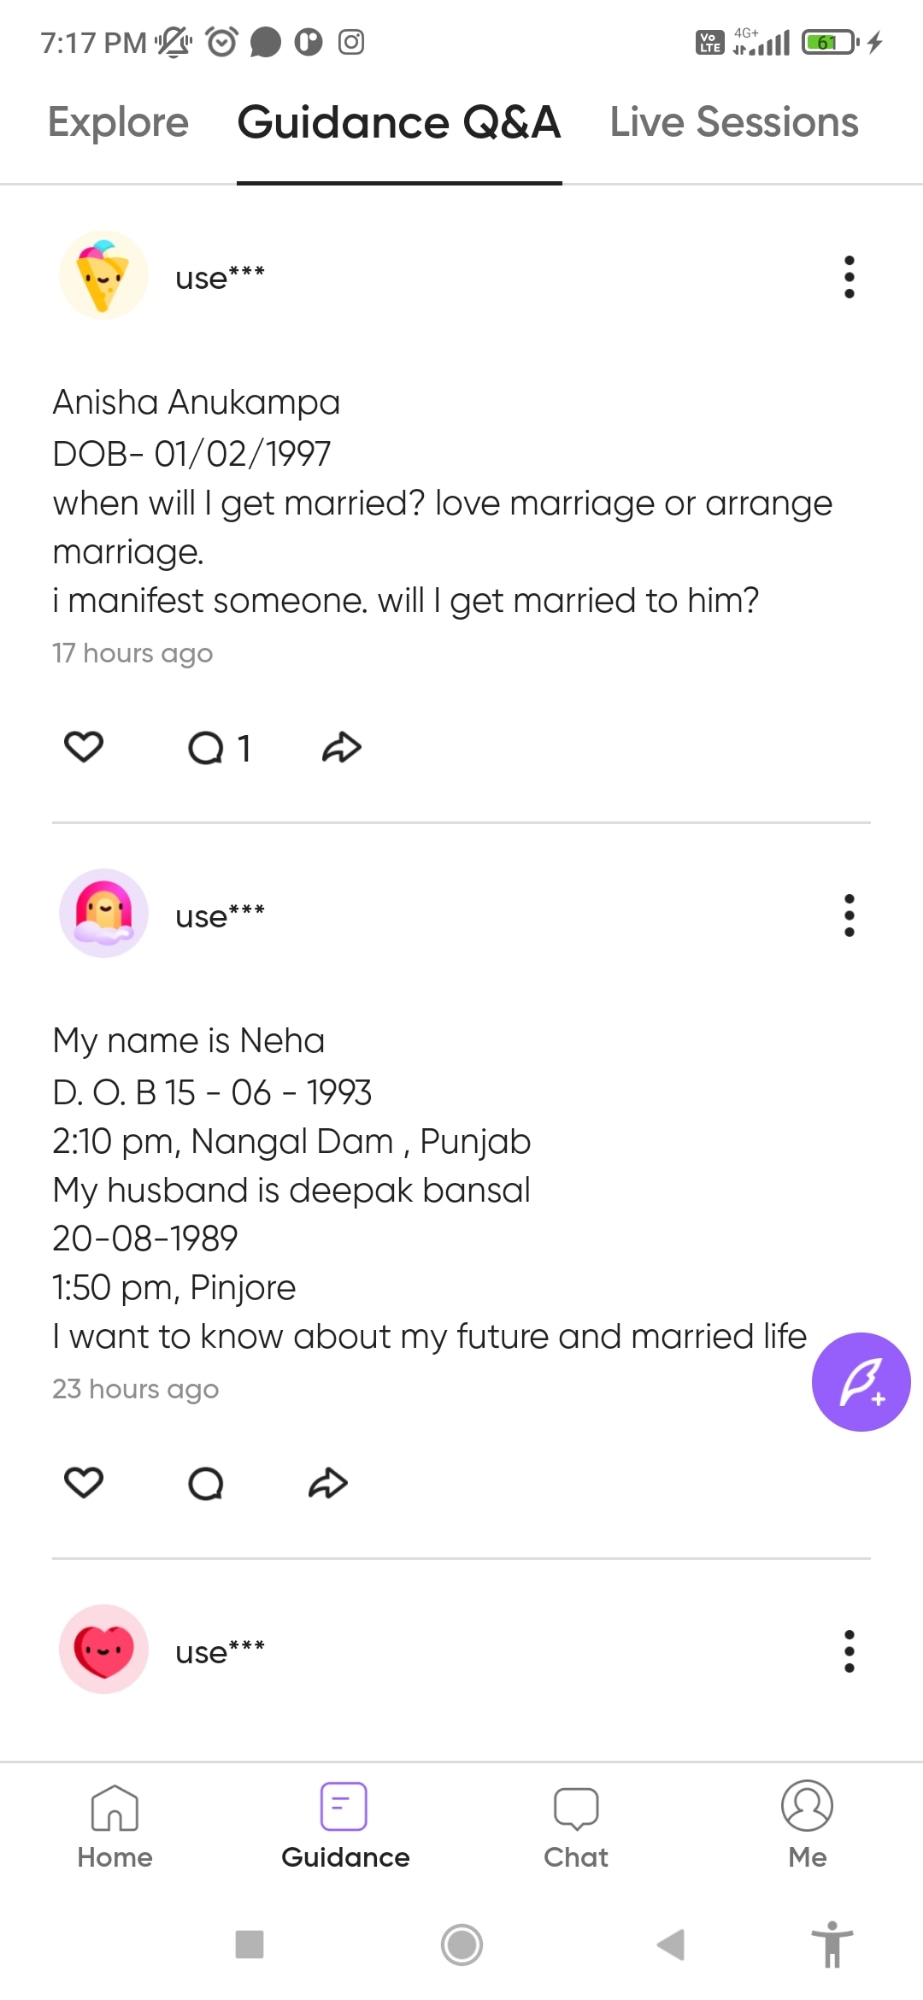 7:17 PM
Vo LTE 4G+ 61
Explore Guidance Q&A Live Sessions
use***
Anisha Anukampa
DOB- 01/02/1997
when will I get married? love marriage or arrange
marriage.
i manifest someone. will I get married to him?
17 hours ago
1
use***
My name is Neha
D. O. B 15 - 06 - 1993
2:10 pm, Nangal Dam , Punjab
My husband is deepak bansal
20-08-1989
1:50 pm, Pinjore
I want to know about my future and married life
23 hours ago
use***
Home Guidance Chat Me